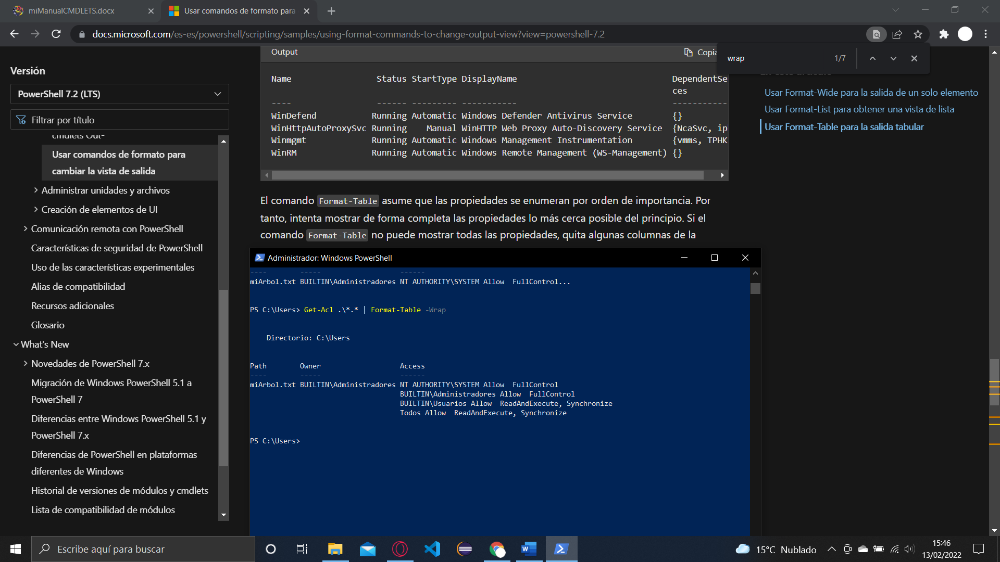 miManualCMDLETS.docx
Usar comandos de formato para
docs.microsoft.com/es-es/powershell/scripting/samples/using-format-commands-to-change-output-view?view=powershell-7.2
wrap
1/7
Versión
PowerShell 7.2 (LTS)
Filtrar por título
cmdlets Out-
Usar comandos de formato para
cambiar la vista de salida
Administrar unidades y archivos
Creación de elementos de UI
Comunicación remota con PowerShell
Características de seguridad de PowerShell
Uso de las características experimentales
Alias de compatibilidad
Recursos adicionales
Glosario
What's New
Novedades de PowerShell 7.x
Migración de Windows PowerShell 5.1 a
PowerShell 7
Diferencias entre Windows PowerShell 5.1 y
PowerShell 7.x
Diferencias de PowerShell en plataformas
diferentes de Windows
Historial de versiones de módulos y cmdlets
Lista de compatibilidad de módulos
Output
Copia
Name Status StartType DisplayName DependentSe
ces
---- ------ --------- ----------- -----------
WinDefend Running Automatic Windows Defender Antivirus Service {}
WinHttpAutoProxySvc Running Manual WinHTTP Web Proxy Auto-Discovery Service {NcaSvc, ip
Winmgmt Running Automatic Windows Management Instrumentation {vmms, TPHK
WinRM Running Automatic Windows Remote Management (WS-Management) {}
El comando Format-Table asume que las propiedades se enumeran por orden de importancia. Por
tanto, intenta mostrar de forma completa las propiedades lo más cerca posible del principio. Si el
comando Format-Table no puede mostrar todas las propiedades, quita algunas columnas de la
Usar Format-Wide para la salida de un solo elemento
Usar Format-List para obtener una vista de lista
Usar Format-Table para la salida tabular
Administrador: Windows PowerShell
---- ----- ------
miArbol.txt BUILTIN\Administradores NT AUTHORITY\SYSTEM Allow FullControl...
PS C:\Users> Get-Acl .\*.* | Format-Table -Wrap
Directorio: C:\Users
Path Owner Access
---- ----- ------
miArbol.txt BUILTIN\Administradores NT AUTHORITY\SYSTEM Allow FullControl
BUILTIN\Administradores Allow FullControl
BUILTIN\Usuarios Allow ReadAndExecute, Synchronize
Todos Allow ReadAndExecute, Synchronize
PS C:\Users>
Escribe aquí para buscar
15°C Nublado
15:46
13/02/2022